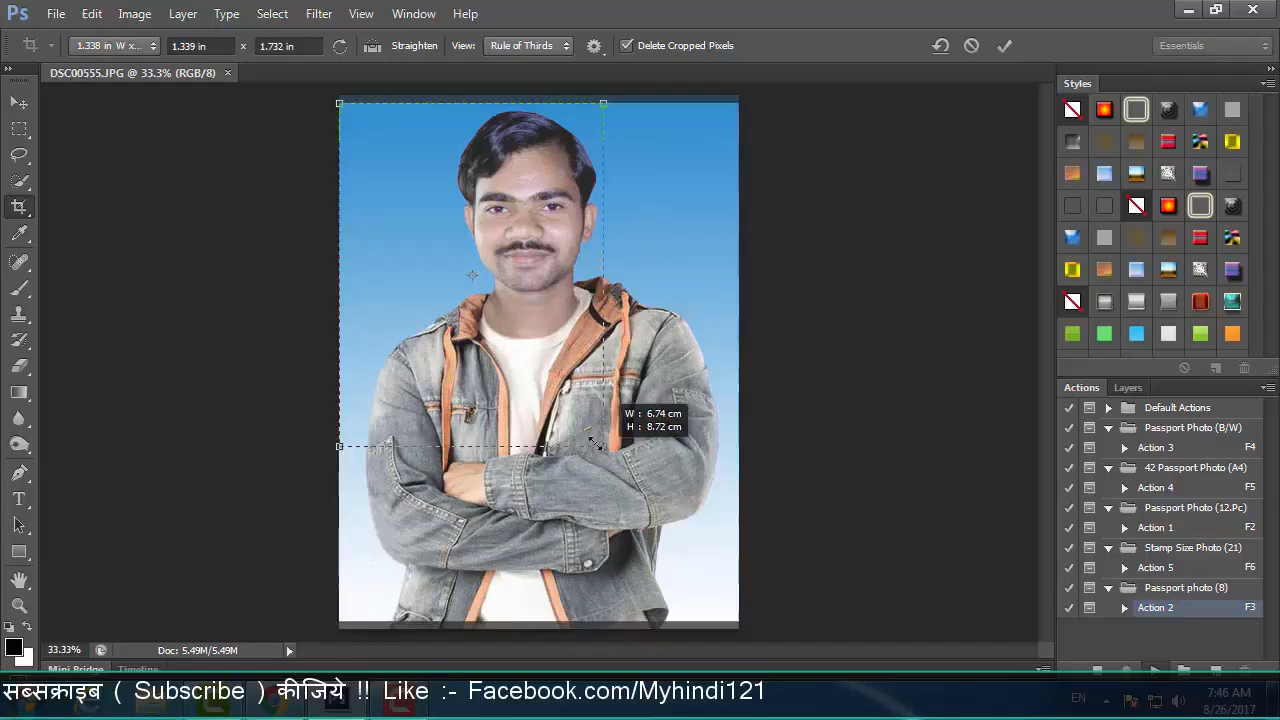 Ps File Edit Image Layer Type Select Filter 3D View Window Help
1.338 in W x... 1.339 in x 1.732 in Straighten View: Rule of Thirds Delete Cropped Pixels Essentials
DSC00555.JPG @ 33.3% (RGB/8) ×
Styles
W : 6.74 cm
H : 8.72 cm
Actions Layers
Default Actions
Passport Photo (B/W)
Action 3 F4
42 Passport Photo (A4)
Action 4 F5
Passport Photo (12.Pc)
Action 1 F2
Stamp Size Photo (21)
Action 5 F6
Passport photo (8)
Action 2 F3
33.33% Doc: 5.49M/5.49M
Mini Bridge Timeline
सब्सक्राइब ( Subscribe ) कीजिये !! Like :- Facebook.com/Myhindi121
EN 7:46 AM
8/26/2017